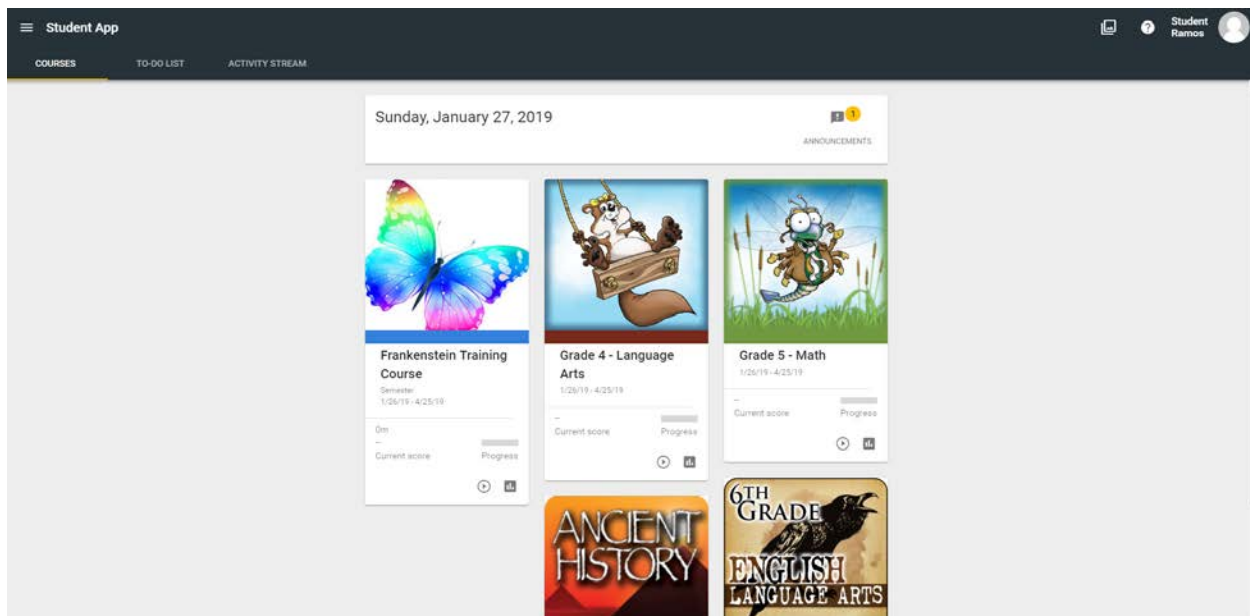 Student App
Student
Ramos
COURSES
TO-DO LIST
ACTIVITY STREAM
Sunday, January 27, 2019
1
ANNOUNCEMENTS
Frankenstein Training
Course
Semester
1/26/19 - 4/25/19
0m
--
Current score
Progress
Grade 4 - Language
Arts
1/26/19 - 4/25/19
--
Current score
Progress
Grade 5 - Math
1/26/19 - 4/25/19
--
Current score
Progress
ANCIENT
HISTORY
6TH
GRADE
ENGLISH
LANGUAGE ARTS